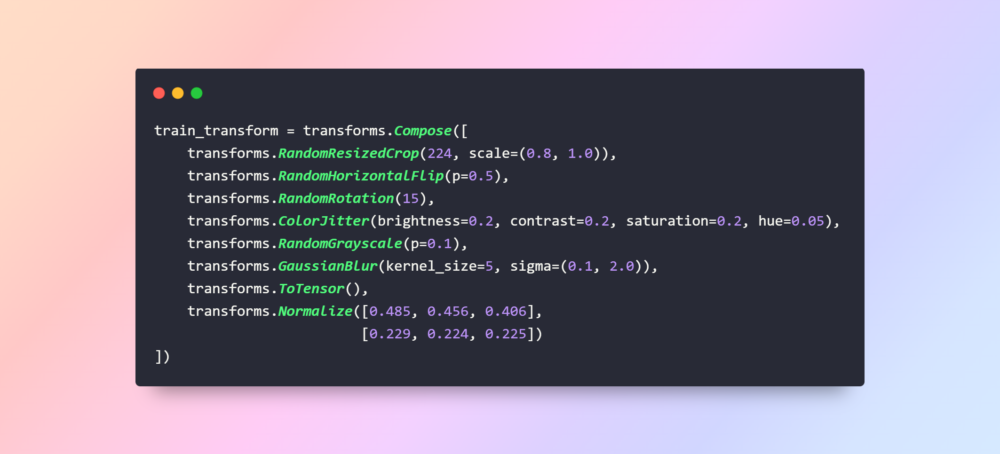 train_transform = transforms.Compose([
    transforms.RandomResizedCrop(224, scale=(0.8, 1.0)),
    transforms.RandomHorizontalFlip(p=0.5),
    transforms.RandomRotation(15),
    transforms.ColorJitter(brightness=0.2, contrast=0.2, saturation=0.2, hue=0.05),
    transforms.RandomGrayscale(p=0.1),
    transforms.GaussianBlur(kernel_size=5, sigma=(0.1, 2.0)),
    transforms.ToTensor(),
    transforms.Normalize([0.485, 0.456, 0.406],
                         [0.229, 0.224, 0.225])
])